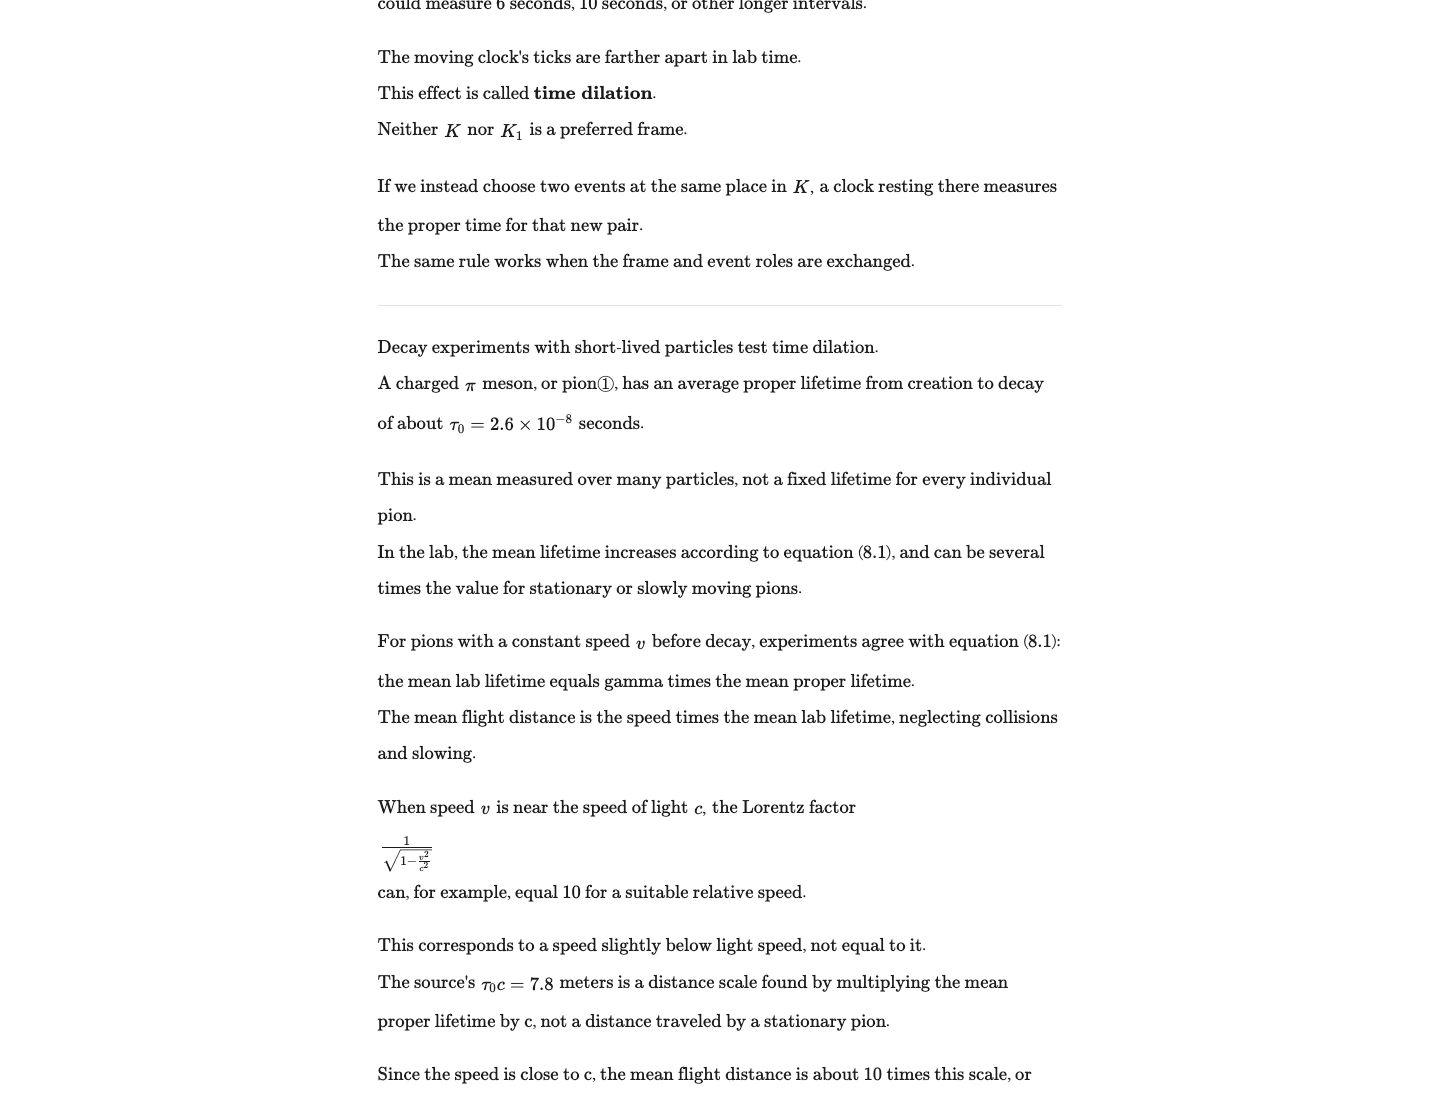 could measure 6 seconds, 10 seconds, or other longer intervals.
The moving clock's ticks are farther apart in lab time.
This effect is called time dilation.
Neither K nor K₁ is a preferred frame.
If we instead choose two events at the same place in K, a clock resting there measures
the proper time for that new pair.
The same rule works when the frame and event roles are exchanged.
Decay experiments with short-lived particles test time dilation.
A charged π meson, or pion①, has an average proper lifetime from creation to decay
of about τ₀ = 2.6 × 10⁻⁸ seconds.
This is a mean measured over many particles, not a fixed lifetime for every individual
pion.
In the lab, the mean lifetime increases according to equation (8.1), and can be several
times the value for stationary or slowly moving pions.
For pions with a constant speed v before decay, experiments agree with equation (8.1):
the mean lab lifetime equals gamma times the mean proper lifetime.
The mean flight distance is the speed times the mean lab lifetime, neglecting collisions
and slowing.
When speed v is near the speed of light c, the Lorentz factor
1/√(1−v²/c²)
can, for example, equal 10 for a suitable relative speed.
This corresponds to a speed slightly below light speed, not equal to it.
The source's τ₀c = 7.8 meters is a distance scale found by multiplying the mean
proper lifetime by c, not a distance traveled by a stationary pion.
Since the speed is close to c, the mean flight distance is about 10 times this scale, or